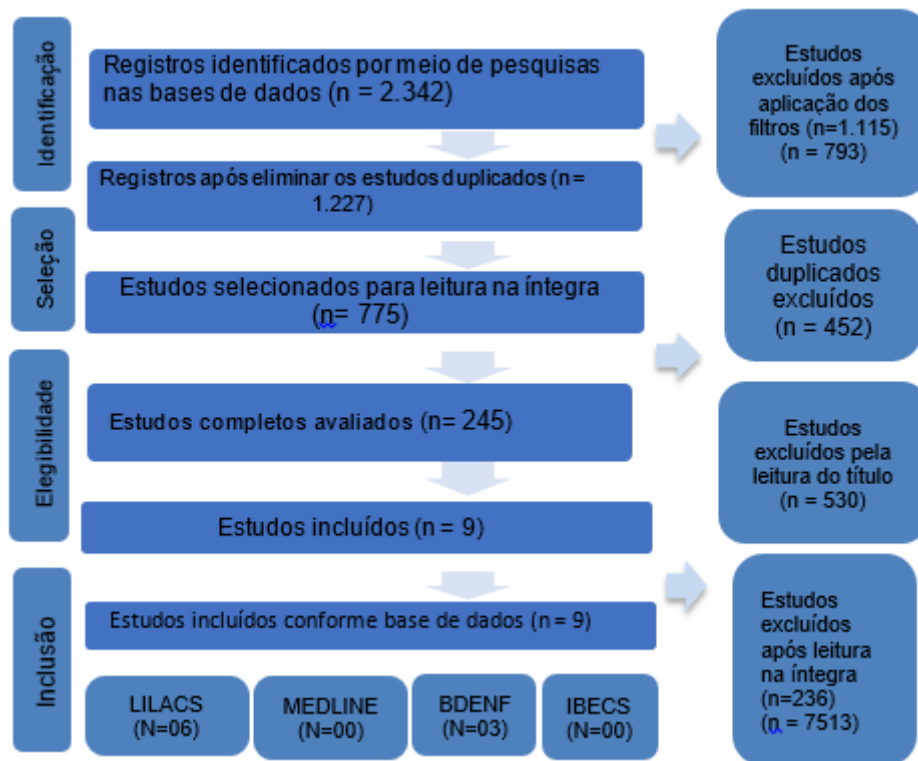 Identificação
Registros identificados por meio de pesquisas
nas bases de dados (n = 2.342)
Estudos
excluídos após
aplicação dos
filtros (n=1.115)
(n = 793)
Registros após eliminar os estudos duplicados (n=
1.227)
Seleção
Estudos selecionados para leitura na íntegra
(n= 775)
Estudos
duplicados
excluídos
(n = 452)
Elegibilidade
Estudos completos avaliados (n= 245)
Estudos
excluídos pela
leitura do título
(n = 530)
Estudos incluídos (n = 9)
Inclusão
Estudos incluídos conforme base de dados (n = 9)
Estudos
excluídos
após leitura
na íntegra
(n=236)
(n = 7513)
LILACS
(N=06)
MEDLINE
(N=00)
BDENF
(N=03)
IBECS
(N=00)